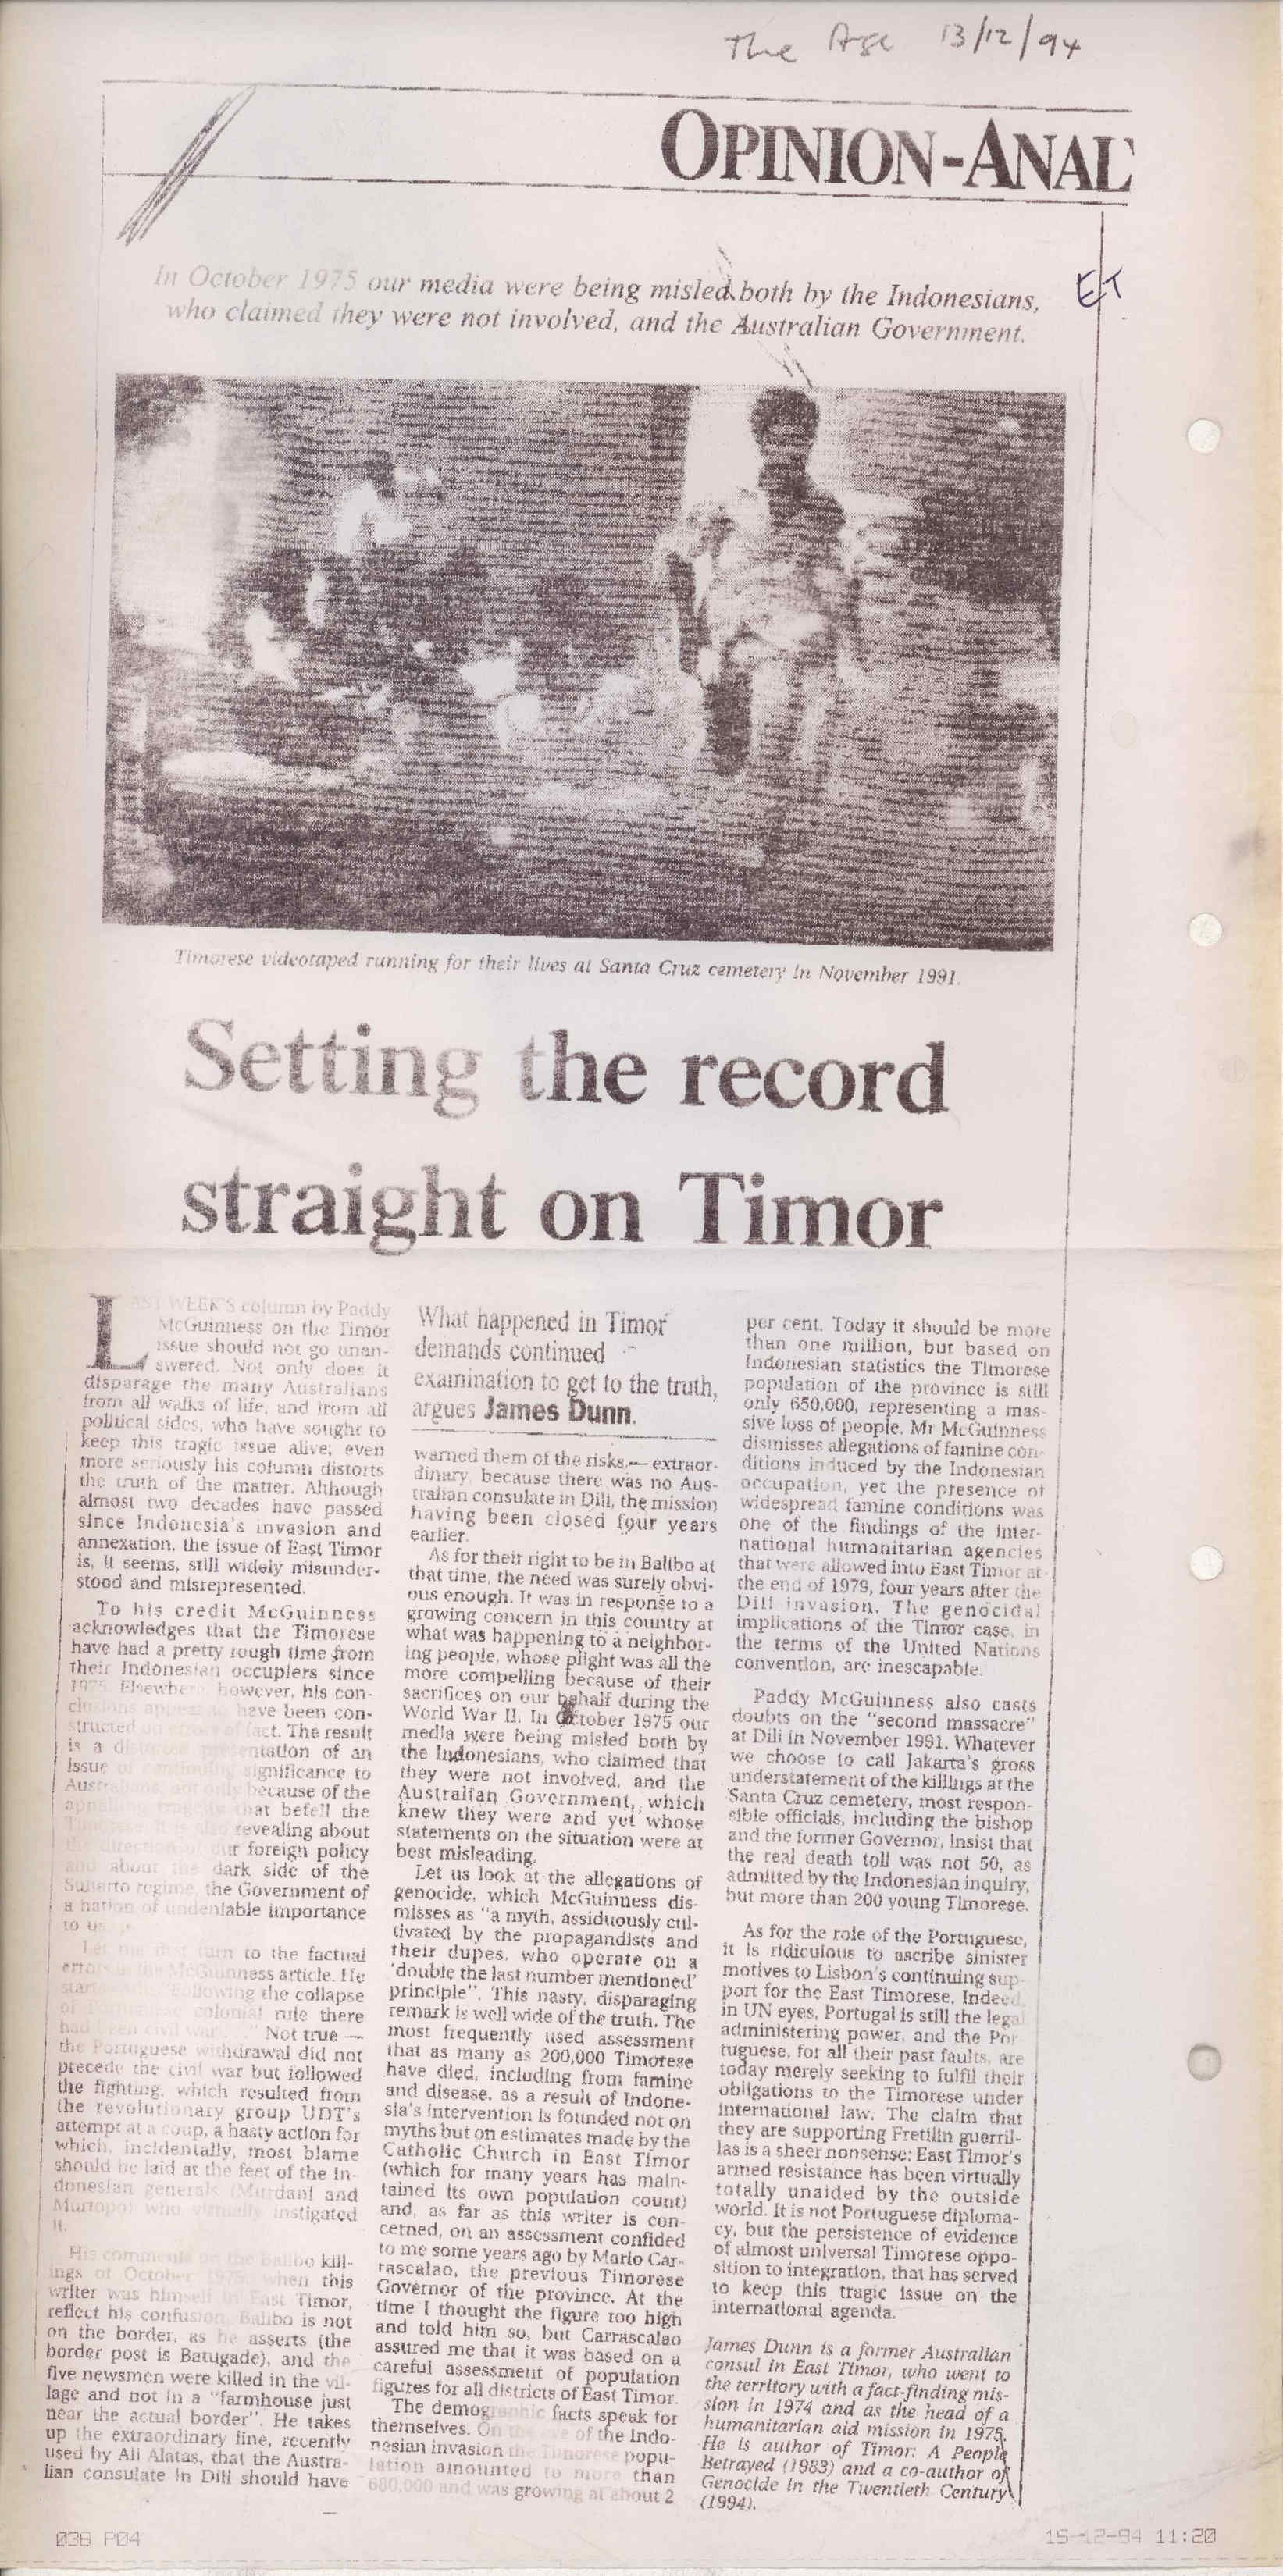 The Age 13/12/94
OPINION-ANAL
ET
In October 1975 our media were being misled both by the Indonesians,
who claimed they were not involved, and the Australian Government.
Timorese videotaped running for their lives at Santa Cruz cemetery in November 1991.
Setting the record
straight on Timor
LAST WEEK'S column by Paddy
McGuinness on the Timor
issue should not go unan-
swered. Not only does it
disparage the many Australians
from all walks of life, and from all
political sides, who have sought to
keep this tragic issue alive; even
more seriously his column distorts
the truth of the matter. Although
almost two decades have passed
since Indonesia's invasion and
annexation, the issue of East Timor
is, it seems, still widely misunder-
stood and misrepresented.
To his credit McGuinness
acknowledges that the Timorese
have had a pretty rough time from
their Indonesian occupiers since
1975. Elsewhere, however, his con-
clusions appear to have been con-
structed on errors of fact. The result
is a distorted presentation of an
issue of continuing significance to
Australians, not only because of the
appalling tragedy that befell the
revealing about
the direction of our foreign policy
and about the dark side of the
Suharto regime, the Government of
a nation of undeniable importance
to us.
Let me first turn to the factual
errors in the McGuinness article. He
following the collapse
of Portuguese colonial rule there
had been civil war . . ." Not true —
the Portuguese withdrawal did not
precede the civil war but followed
the fighting, which resulted from
the revolutionary group UDT's
attempt at a coup, a hasty action for
which, incidentally, most blame
should be laid at the feet of the In-
donesian generals (Murdani and
Murtopo) who virtually instigated
it.
His comments on the Balibo kill-
ings of October 1975, when this
writer was himself in East Timor,
reflect his confusion. Balibo is not
on the border, as he asserts (the
border post is Batugade), and the
five newsmen were killed in the vil-
lage and not in a "farmhouse just
near the actual border". He takes
up the extraordinary line, recently
used by Ali Alatas, that the Austra-
lian consulate in Dili should have
What happened in Timor
demands continued
examination to get to the truth,
argues James Dunn.
warned them of the risks — extraor-
dinary, because there was no Aus-
tralian consulate in Dili, the mission
having been closed four years
earlier.
As for their right to be in Balibo at
that time, the need was surely obvi-
ous enough. It was in response to a
growing concern in this country at
what was happening to a neighbor-
ing people, whose plight was all the
more compelling because of their
sacrifices on our behalf during the
World War II. In October 1975 our
media were being misled both by
the Indonesians, who claimed that
they were not involved, and the
Australian Government, which
knew they were and yet whose
statements on the situation were at
best misleading.
Let us look at the allegations of
genocide, which McGuinness dis-
misses as "a myth, assiduously cul-
tivated by the propagandists and
their dupes, who operate on a
'double the last number mentioned'
principle". This nasty, disparaging
remark is well wide of the truth. The
most frequently used assessment
that as many as 200,000 Timorese
have died, including from famine
and disease, as a result of Indone-
sia's intervention is founded not on
myths but on estimates made by the
Catholic Church in East Timor
(which for many years has main-
tained its own population count)
and, as far as this writer is con-
cerned, on an assessment confided
to me some years ago by Mario Car-
rascalao, the previous Timorese
Governor of the province. At the
time I thought the figure too high
and told him so, but Carrascalao
assured me that it was based on a
careful assessment of population
figures for all districts of East Timor.
The demographic facts speak for
themselves. On the eve of the Indo-
nesian invasion the Timorese popu-
lation amounted to more than
680,000 and was growing at about 2
per cent. Today it should be more
than one million, but based on
Indonesian statistics the Timorese
population of the province is still
only 650,000, representing a mas-
sive loss of people. Mr McGuinness
dismisses allegations of famine con-
ditions induced by the Indonesian
occupation, yet the presence of
widespread famine conditions was
one of the findings of the inter-
national humanitarian agencies
that were allowed into East Timor at
the end of 1979, four years after the
Dili invasion. The genocidal
implications of the Timor case, in
the terms of the United Nations
convention, are inescapable.
Paddy McGuinness also casts
doubts on the "second massacre"
at Dili in November 1991. Whatever
we choose to call Jakarta's gross
understatement of the killings at the
Santa Cruz cemetery, most respon-
sible officials, including the bishop
and the former Governor, insist that
the real death toll was not 50, as
admitted by the Indonesian inquiry,
but more than 200 young Timorese.
As for the role of the Portuguese,
it is ridiculous to ascribe sinister
motives to Lisbon's continuing sup-
port for the East Timorese. Indeed,
in UN eyes, Portugal is still the legal
administering power, and the Por-
tuguese, for all their past faults, are
today merely seeking to fulfil their
obligations to the Timorese under
international law. The claim that
they are supporting Fretilin guerril-
las is a sheer nonsense; East Timor's
armed resistance has been virtually
totally unaided by the outside
world. It is not Portuguese diploma-
cy, but the persistence of evidence
of almost universal Timorese oppo-
sition to integration, that has served
to keep this tragic issue on the
international agenda.
James Dunn is a former Australian
consul in East Timor, who went to
the territory with a fact-finding mis-
sion in 1974 and as the head of a
humanitarian aid mission in 1975.
He is author of Timor: A People
Betrayed (1983) and a co-author of
Genocide in the Twentieth Century
(1994).
036 P04
15-12-94 11:20